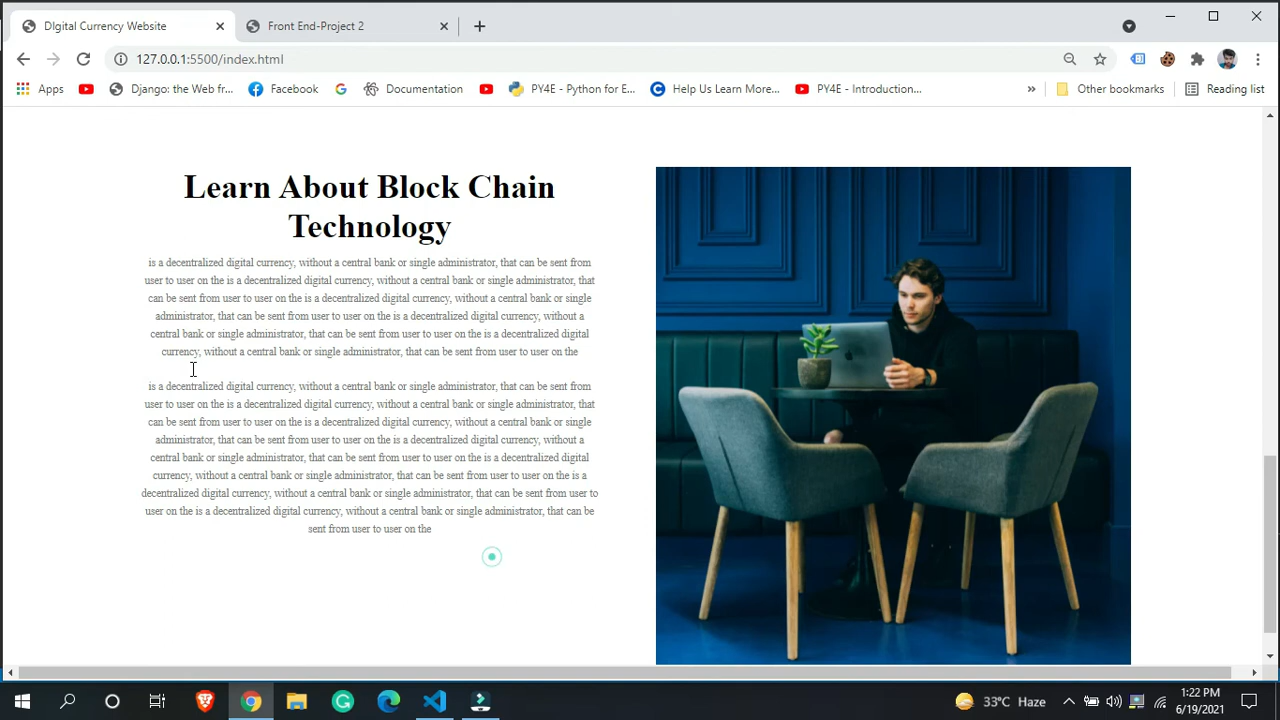 DIgital Currency Website
Front End-Project 2
127.0.0.1:5500/index.html
Apps
Django: the Web fr...
Facebook
Documentation
PY4E - Python for E...
Help Us Learn More...
PY4E - Introduction...
»
Other bookmarks
Reading list
Learn About Block Chain
Technology
is a decentralized digital currency, without a central bank or single administrator, that can be sent from
user to user on the is a decentralized digital currency, without a central bank or single administrator, that
can be sent from user to user on the is a decentralized digital currency, without a central bank or single
administrator, that can be sent from user to user on the is a decentralized digital currency, without a
central bank or single administrator, that can be sent from user to user on the is a decentralized digital
currency, without a central bank or single administrator, that can be sent from user to user on the
is a decentralized digital currency, without a central bank or single administrator, that can be sent from
user to user on the is a decentralized digital currency, without a central bank or single administrator, that
can be sent from user to user on the is a decentralized digital currency, without a central bank or single
administrator, that can be sent from user to user on the is a decentralized digital currency, without a
central bank or single administrator, that can be sent from user to user on the is a decentralized digital
currency, without a central bank or single administrator, that can be sent from user to user on the is a
decentralized digital currency, without a central bank or single administrator, that can be sent from user to
user on the is a decentralized digital currency, without a central bank or single administrator, that can be
sent from user to user on the
33°C Haze
1:22 PM
6/19/2021